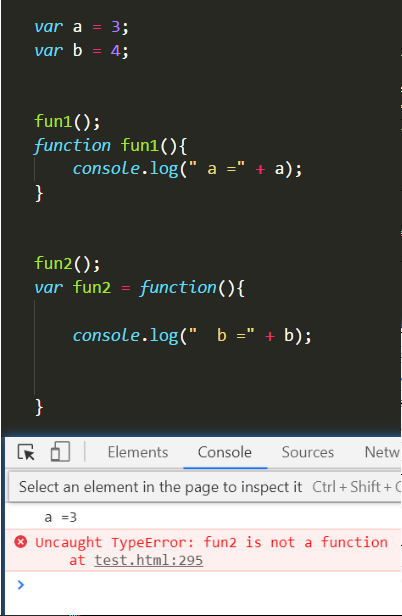 var a = 3;
var b = 4;
fun1();
function fun1(){
console.log(" a =" + a);
}
fun2();
var fun2 = function(){
console.log("  b =" + b);
}
Elements Console Sources Netw
Select an element in the page to inspect it Ctrl + Shift + C
a =3
Uncaught TypeError: fun2 is not a function
at test.html:295
>